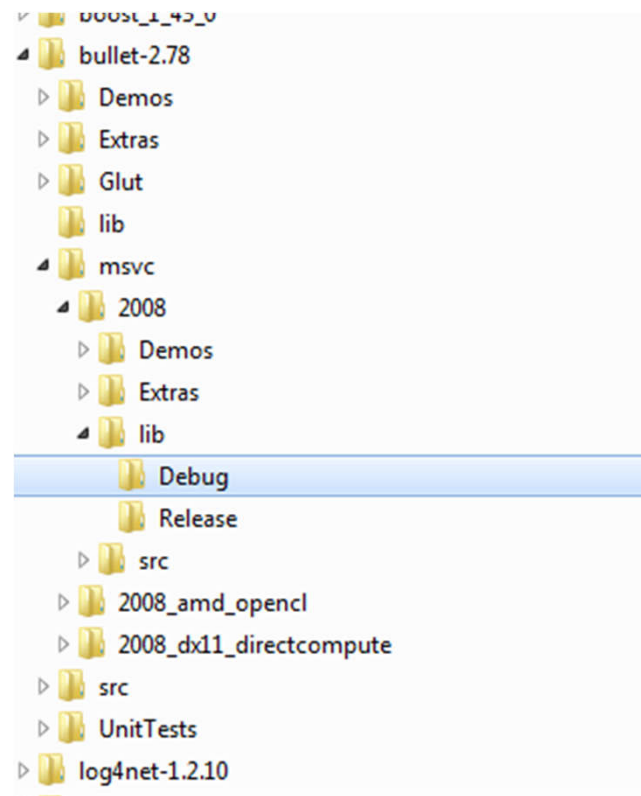 boost_1_45_0
bullet-2.78
Demos
Extras
Glut
lib
msvc
2008
Demos
Extras
lib
Debug
Release
src
2008_amd_opencl
2008_dx11_directcompute
src
UnitTests
log4net-1.2.10